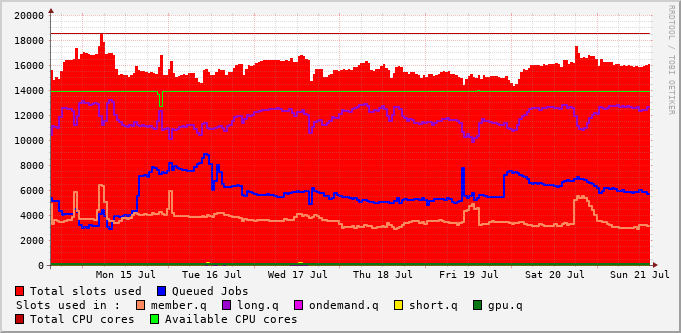 20000
18000
16000
14000
12000
10000
8000
6000
4000
2000
0
Mon 15 Jul Tue 16 Jul Wed 17 Jul Thu 18 Jul Fri 19 Jul Sat 20 Jul Sun 21 Jul
RRDTOOL / TOBI OETIKER
Total slots used Queued Jobs
Slots used in : member.q long.q ondemand.q short.q gpu.q
Total CPU cores Available CPU cores